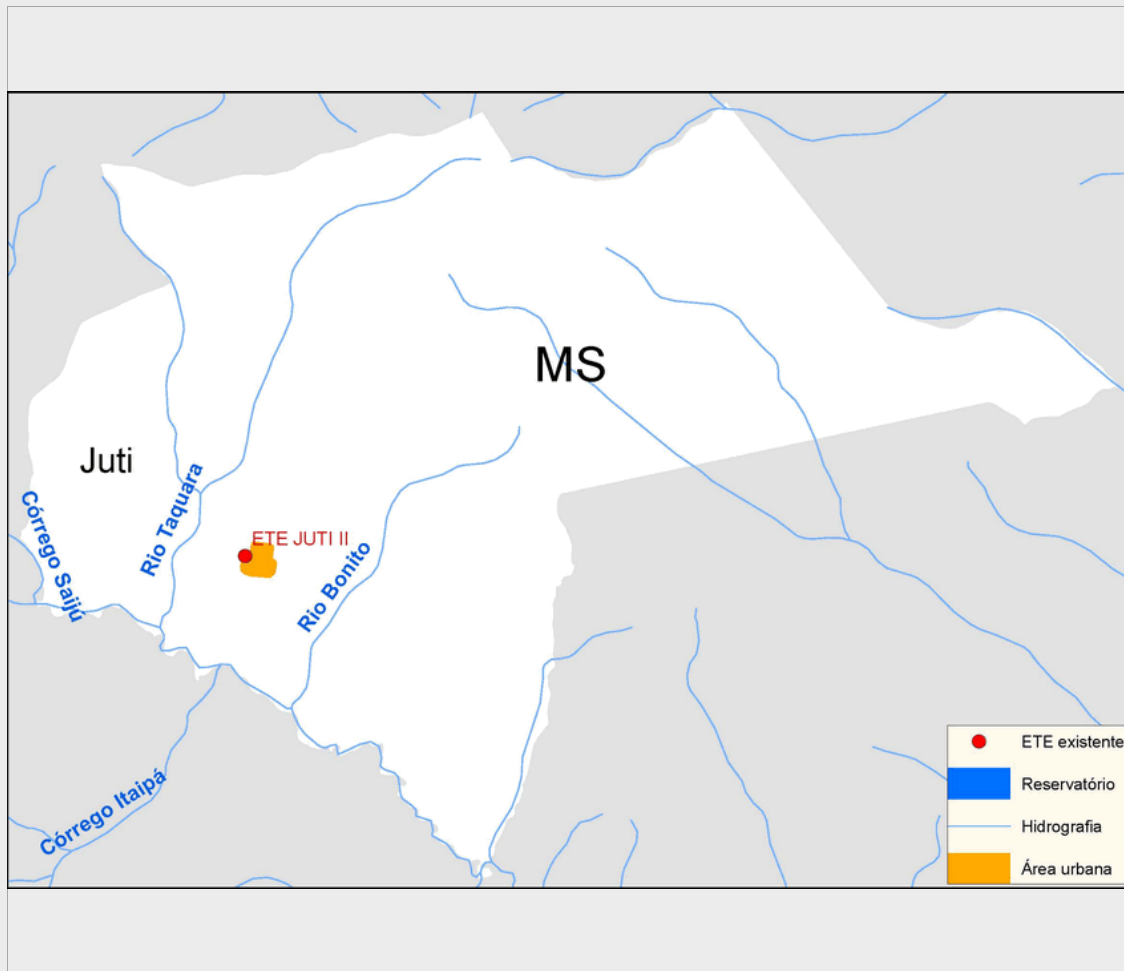 MS
Juti
Córrego Saijú
Rio Taquara
ETE JUTI II
Rio Bonito
Córrego Itaipá
ETE existente
Reservatório
Hidrografia
Área urbana